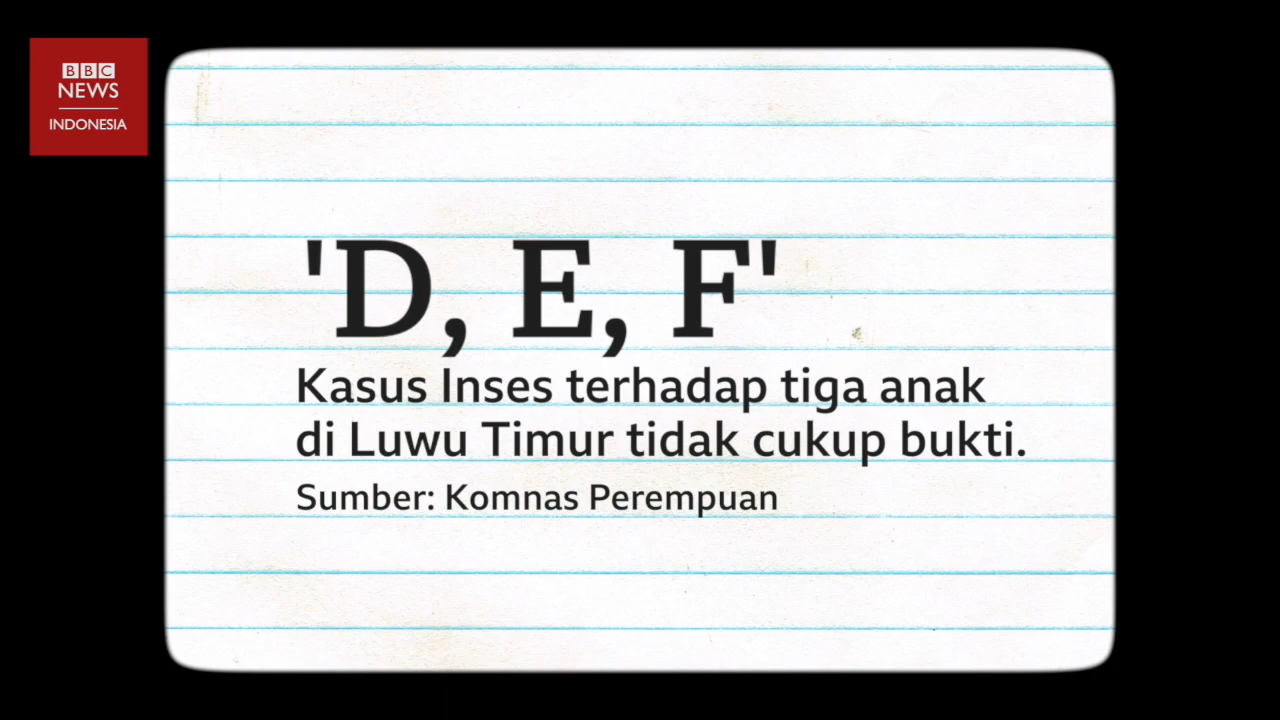 BBC
NEWS
INDONESIA
'D, E, F'
Kasus Inses terhadap tiga anak
di Luwu Timur tidak cukup bukti.
Sumber: Komnas Perempuan